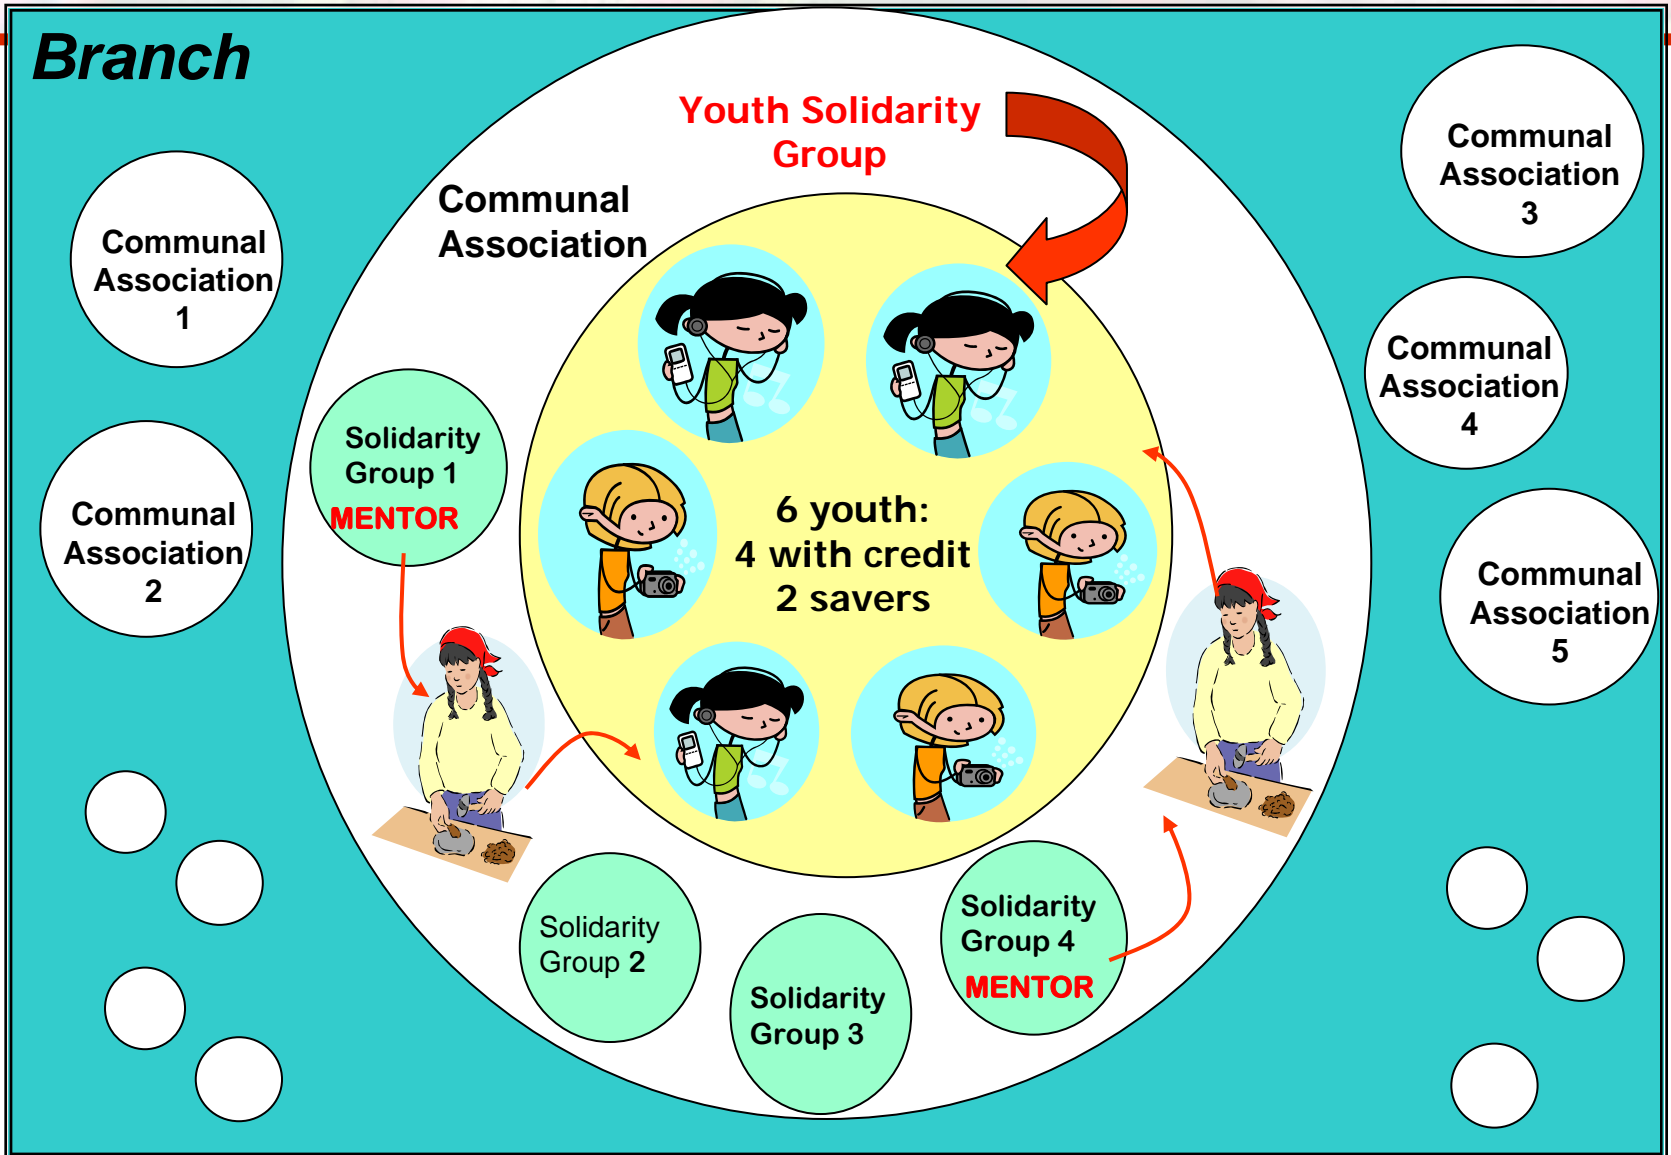 Branch
Youth Solidarity
Group
Communal
Association
Communal
Association
1
Communal
Association
2
Communal
Association
3
Communal
Association
4
Communal
Association
5
Solidarity
Group 1
MENTOR
6 youth:
4 with credit
2 savers
Solidarity
Group 2
Solidarity
Group 3
Solidarity
Group 4
MENTOR